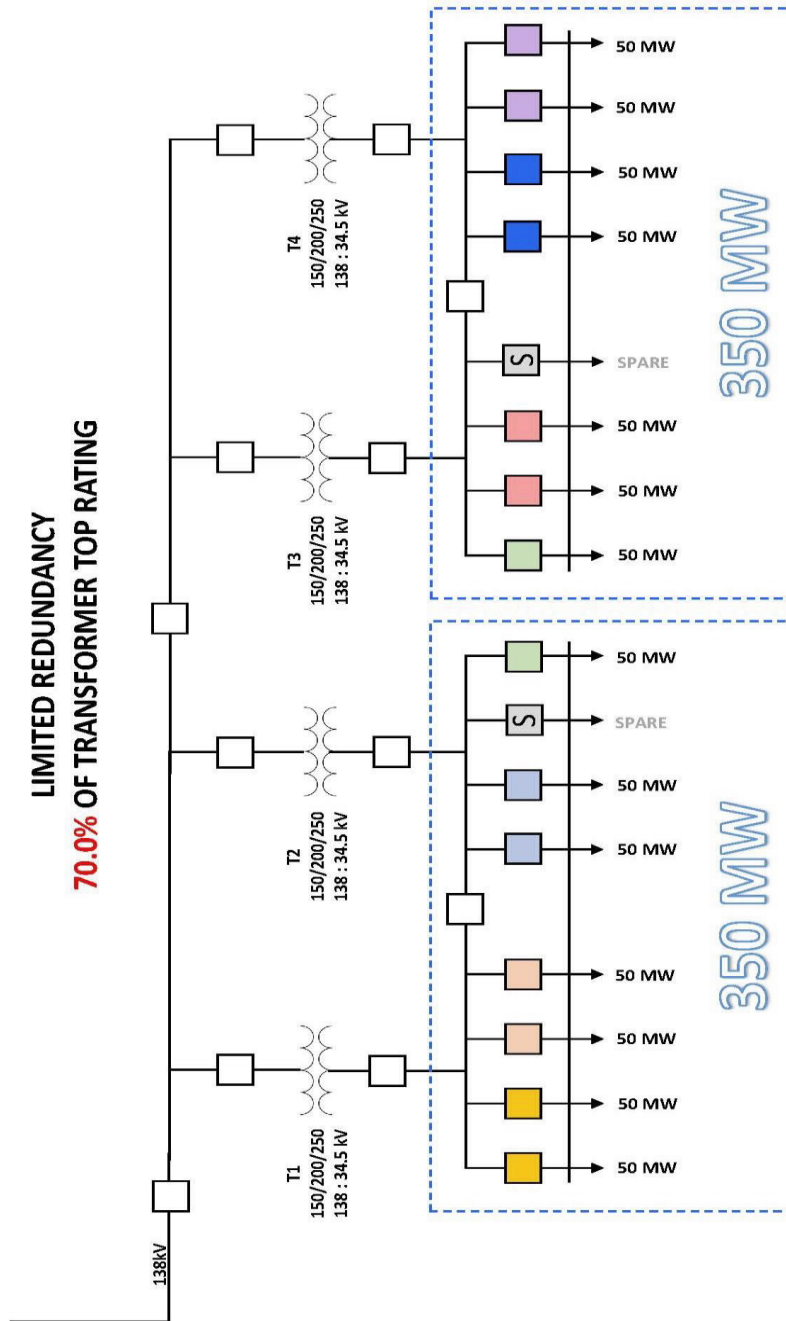 LIMITED REDUNDANCY
70.0% OF TRANSFORMER TOP RATING
138kV
T1
150/200/250
138 : 34.5 kV
T2
150/200/250
138 : 34.5 kV
T3
150/200/250
138 : 34.5 kV
T4
150/200/250
138 : 34.5 kV
50 MW
50 MW
50 MW
50 MW
S SPARE
50 MW
50 MW
50 MW
350 MW
50 MW
S SPARE
50 MW
50 MW
50 MW
50 MW
50 MW
50 MW
350 MW